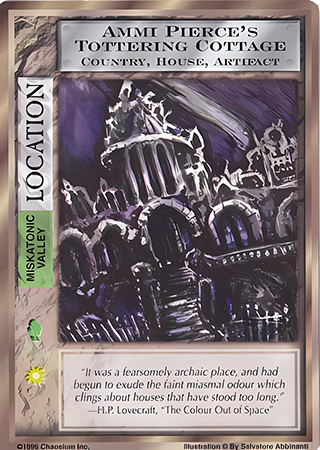 AMMI PIERCE'S
TOTTERING COTTAGE
COUNTRY, HOUSE, ARTIFACT
LOCATION
MISKATONIC
VALLEY
"It was a fearsomely archaic place, and had
begun to exude the faint miasmal odour which
clings about houses that have stood too long."
—H.P. Lovecraft, "The Colour Out of Space"
©1996 Chaosium Inc.
Illustration © By Salvatore Abbinanti